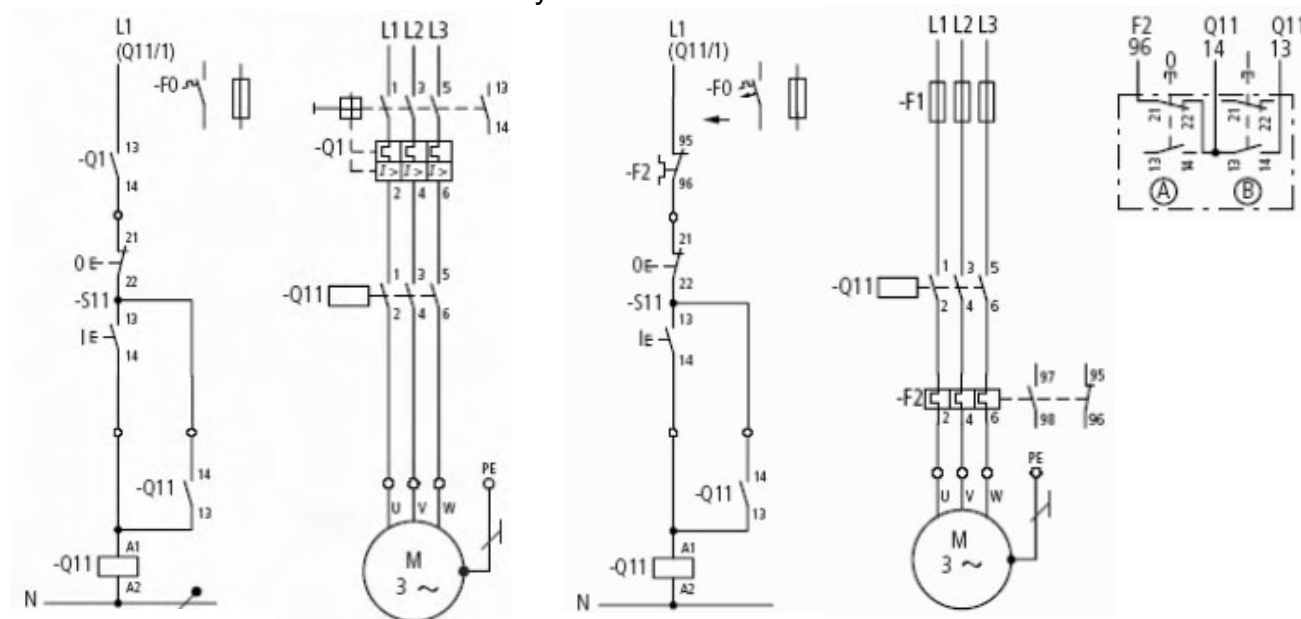 y
L1
(Q11/1)
-F0
-Q1
13
14
21
0
22
-S11
13
I
14
14
-Q11
13
A1
-Q11
A2
N
L1 L2 L3
1 3 5 13
14
-Q1
I> I> I>
2 4 6
1 3 5
-Q11
2 4 6
PE
U V W
M
3 ~
L1
(Q11/1)
-F0
95
-F2
96
21
0
22
-S11
13
I
14
14
-Q11
13
A1
-Q11
A2
N
L1 L2 L3
-F1
1 3 5
-Q11
2 4 6
97 95
-F2
2 4 6 98 96
PE
U V W
M
3 ~
F2 Q11 Q11
96 14 13
0 I
21 22 21 22
13 14 13 14
A B